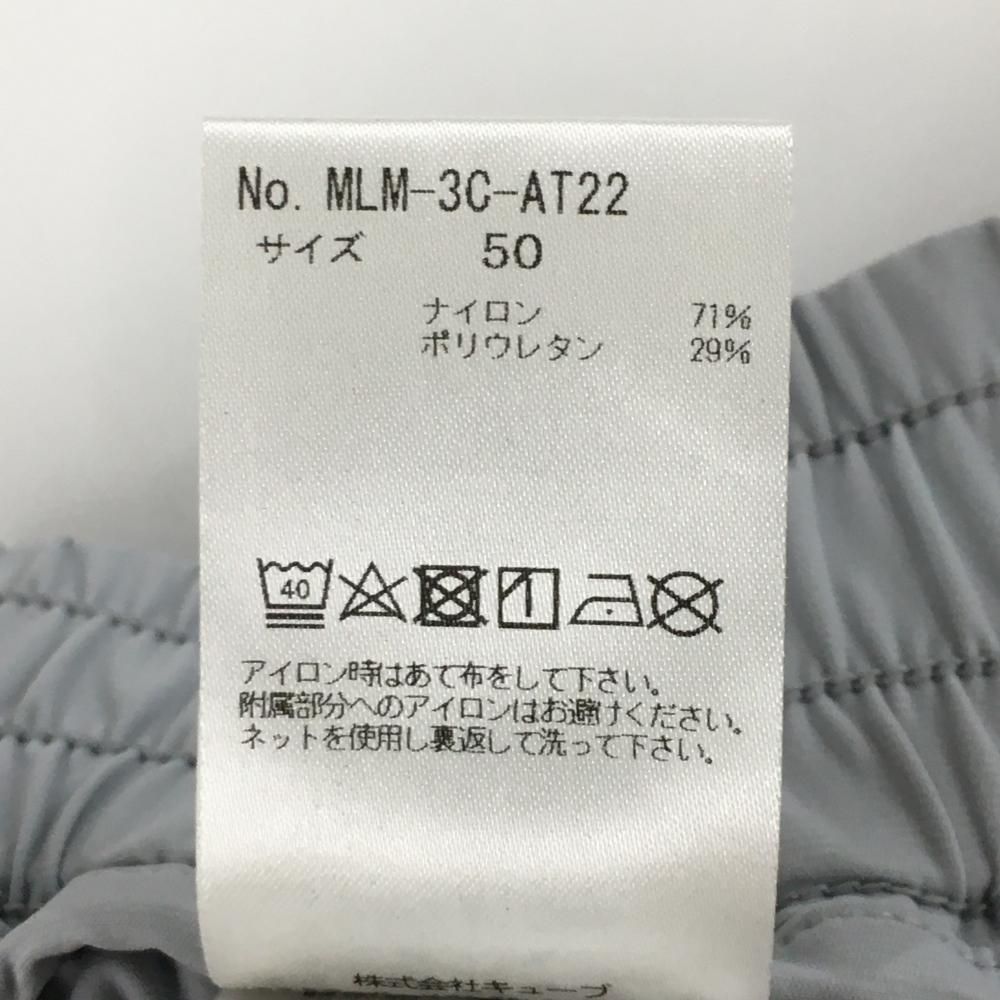 No. MLM-3C-AT22
サイズ 50
ナイロン 71%
ポリウレタン 29%
40
アイロン時はあて布をして下さい。
附属部分へのアイロンはお避けください。
ネットを使用し裏返して洗って下さい。
株式会社キューブ